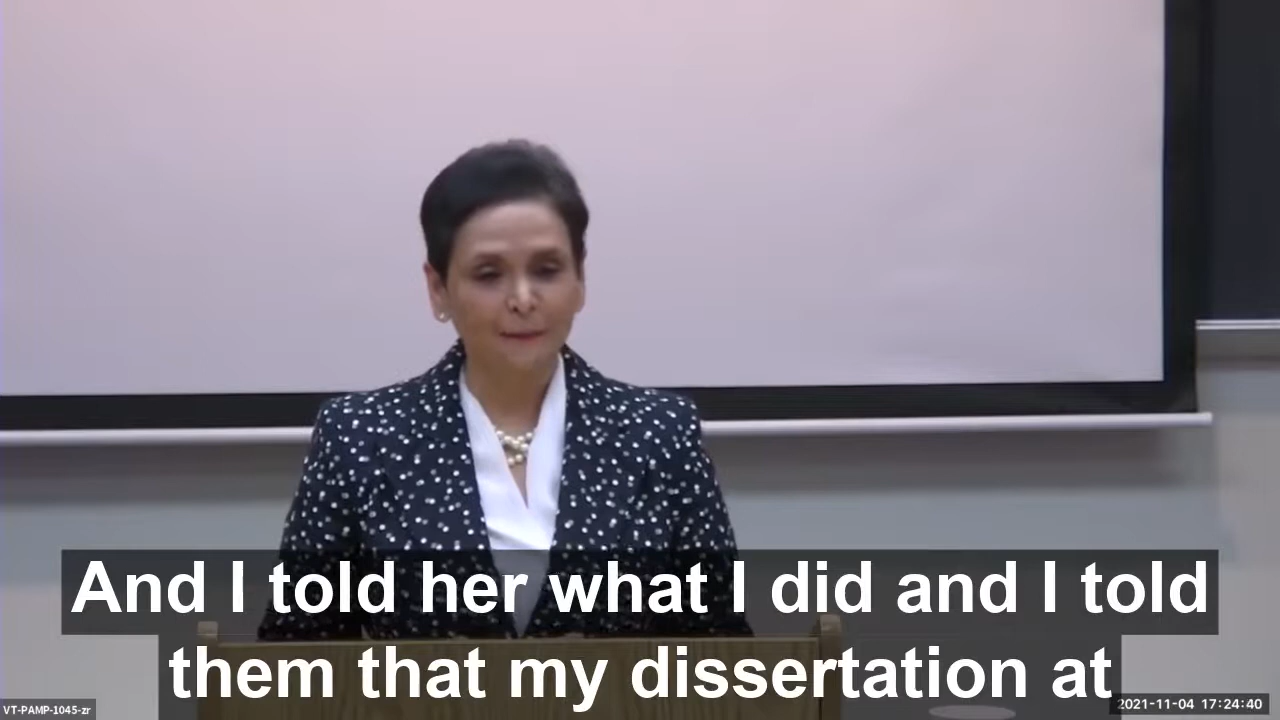 And I told her what I did and I told
them that my dissertation at
VT-PAMP-1045-zr
2021-11-04 17:24:40